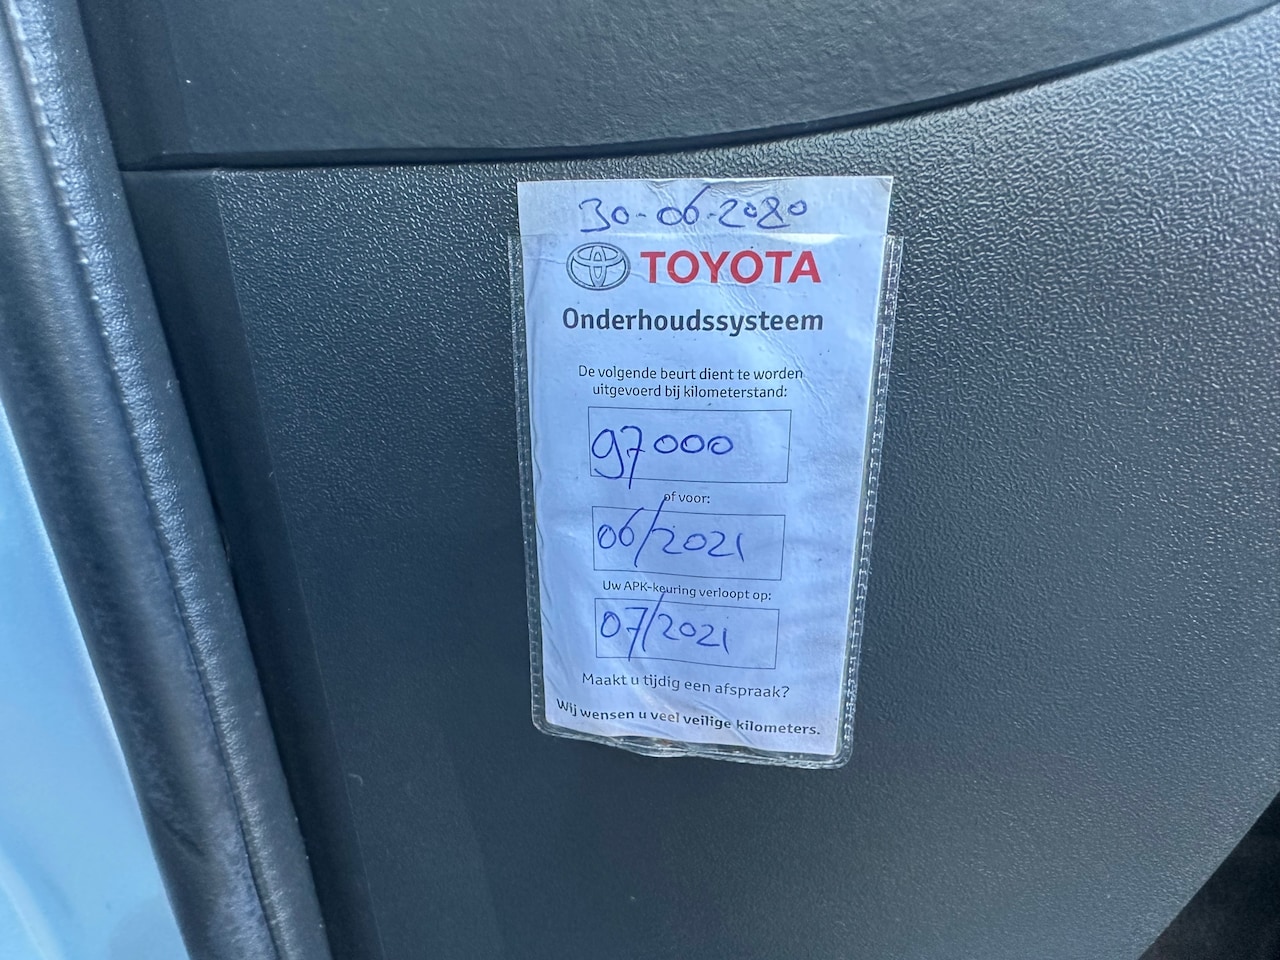 30-06-2020
TOYOTA
Onderhoudssysteem
De volgende beurt dient te worden
uitgevoerd bij kilometerstand:
97000
of voor:
06/2021
Uw APK-keuring verloopt op:
07/2021
Maakt u tijdig een afspraak?
Wij wensen u veel veilige kilometers.